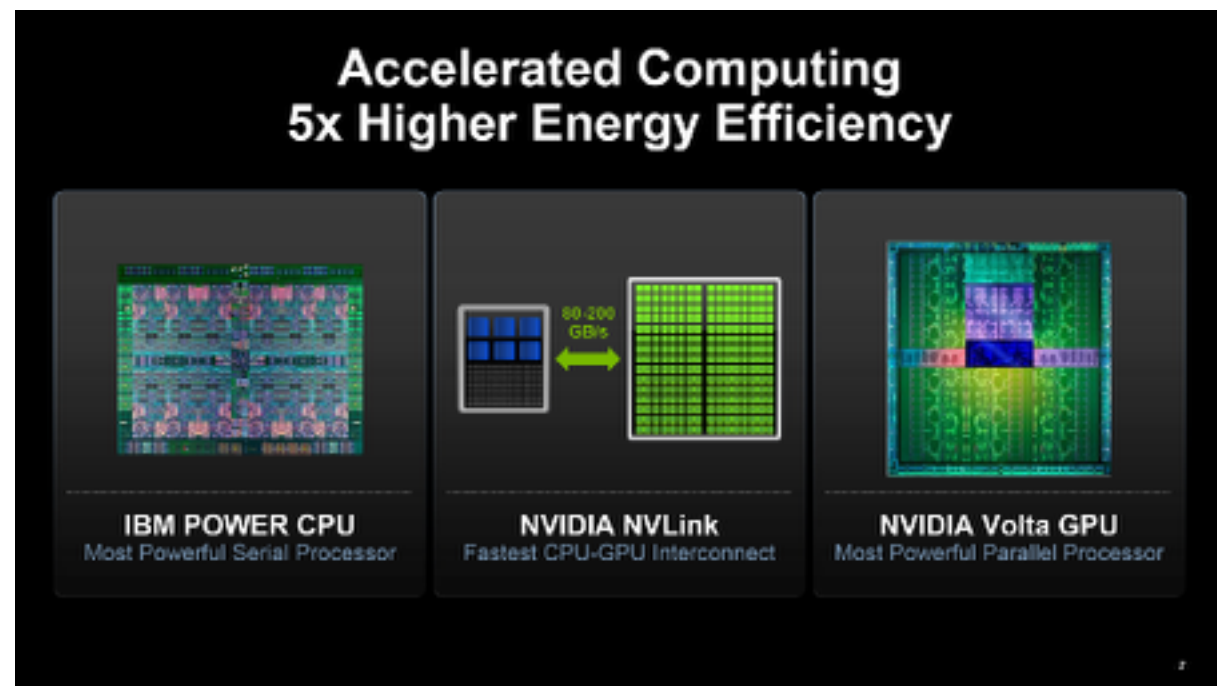 Accelerated Computing
5x Higher Energy Efficiency
80-200
GB/s
IBM POWER CPU
Most Powerful Serial Processor
NVIDIA NVLink
Fastest CPU-GPU Interconnect
NVIDIA Volta GPU
Most Powerful Parallel Processor